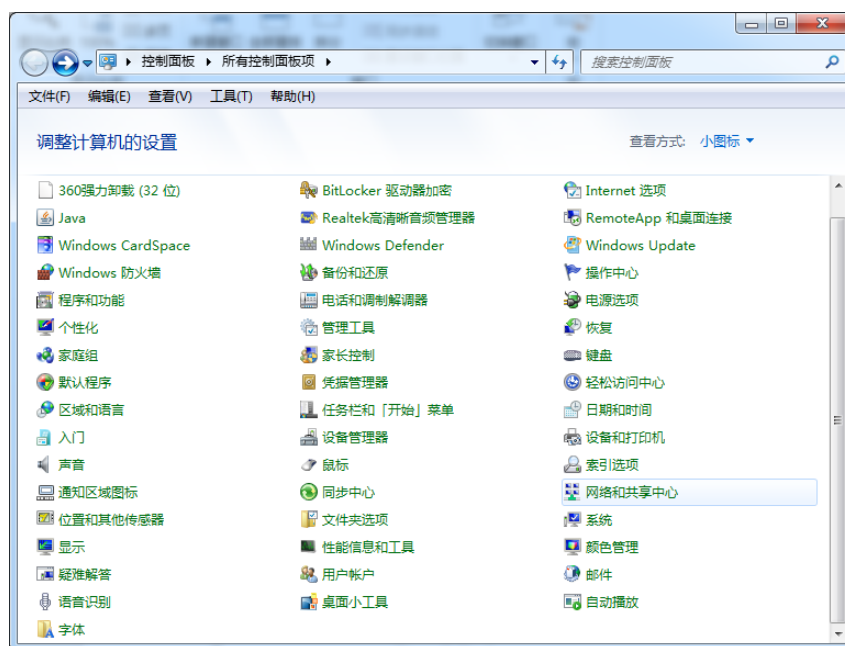 控制面板 所有控制面板项 搜索控制面板
文件(F) 编辑(E) 查看(V) 工具(T) 帮助(H)
调整计算机的设置 查看方式: 小图标
360强力卸载 (32 位) BitLocker 驱动器加密 Internet 选项
Java Realtek高清晰音频管理器 RemoteApp 和桌面连接
Windows CardSpace Windows Defender Windows Update
Windows 防火墙 备份和还原 操作中心
程序和功能 电话和调制解调器 电源选项
个性化 管理工具 恢复
家庭组 家长控制 键盘
默认程序 凭据管理器 轻松访问中心
区域和语言 任务栏和「开始」菜单 日期和时间
入门 设备管理器 设备和打印机
声音 鼠标 索引选项
通知区域图标 同步中心 网络和共享中心
位置和其他传感器 文件夹选项 系统
显示 性能信息和工具 颜色管理
疑难解答 用户帐户 邮件
语音识别 桌面小工具 自动播放
字体